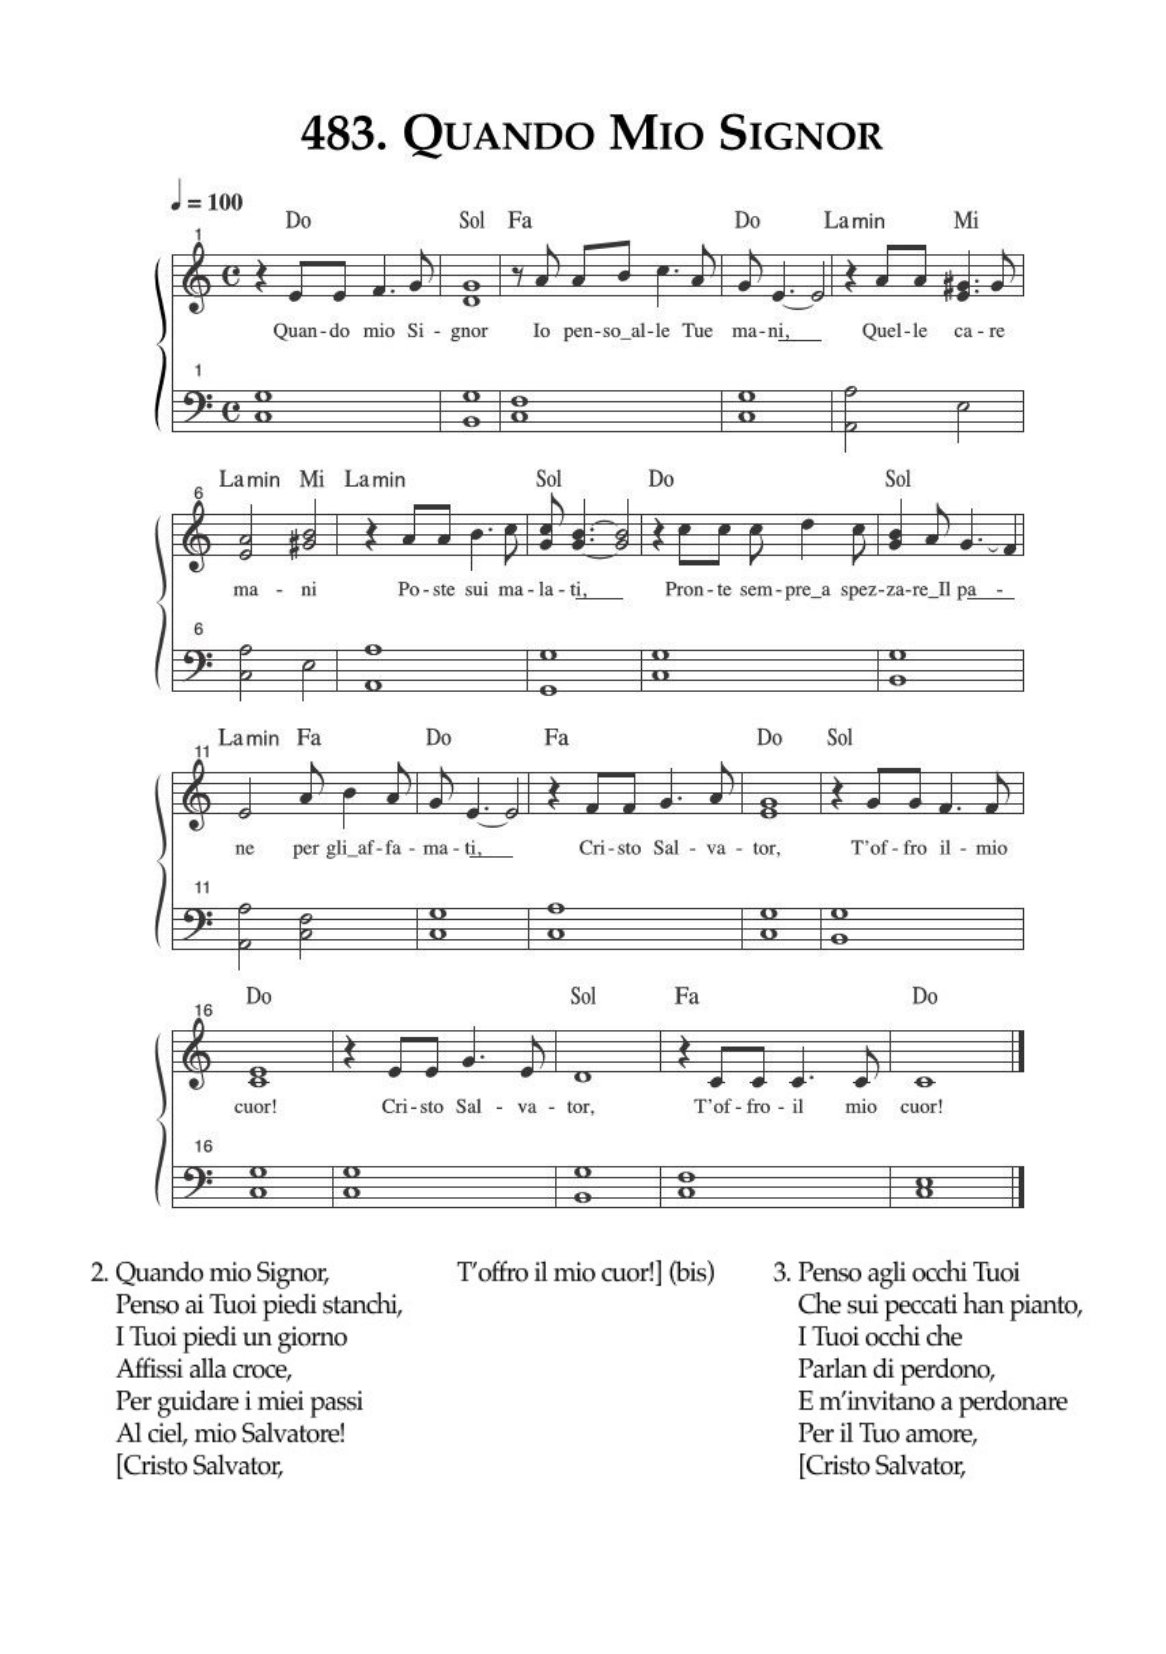 483. QUANDO MIO SIGNOR
= 100
Do Sol Fa Do Lamin Mi
1
Quan-do mio Si - gnor Io pen-so_al-le Tue ma-ni,___ Quel-le ca - re
1
Lamin Mi Lamin Sol Do Sol
6
ma - ni Po-ste sui ma-la-ti,___ Pron-te sem-pre_a spez-za-re_Il pa___-
6
Lamin Fa Do Fa Do Sol
11
ne per gli_af-fa - ma-ti,___ Cri-sto Sal - va - tor, T'of-fro il - mio
11
Do Sol Fa Do
16
cuor! Cri-sto Sal - va - tor, T'of-fro - il mio cuor!
16
2. Quando mio Signor,
Penso ai Tuoi piedi stanchi,
I Tuoi piedi un giorno
Affissi alla croce,
Per guidare i miei passi
Al ciel, mio Salvatore!
[Cristo Salvator,
T'offro il mio cuor!] (bis)
3. Penso agli occhi Tuoi
Che sui peccati han pianto,
I Tuoi occhi che
Parlan di perdono,
E m'invitano a perdonare
Per il Tuo amore,
[Cristo Salvator,